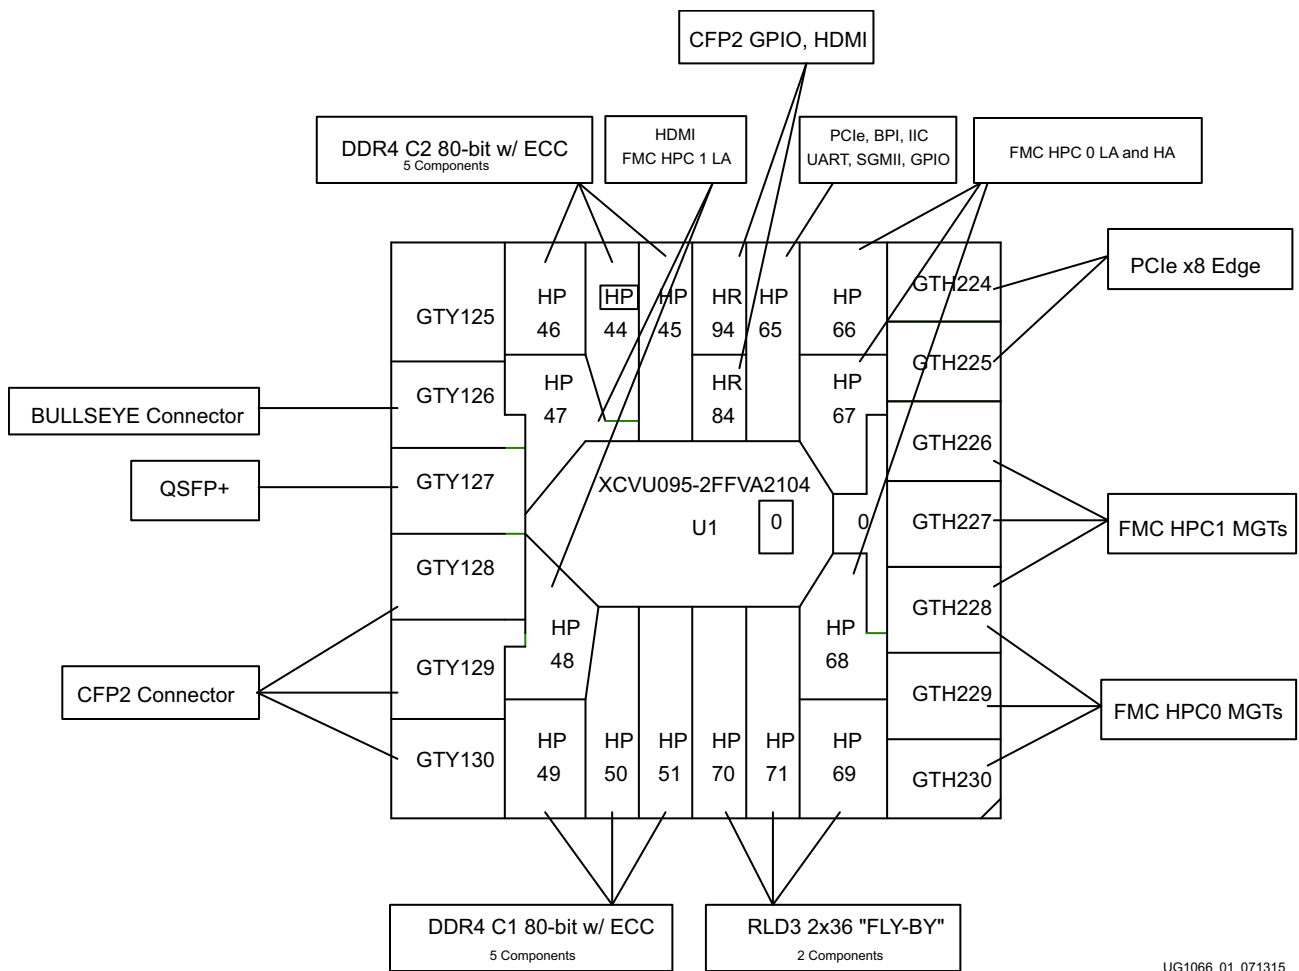 CFP2 GPIO, HDMI
DDR4 C2 80-bit w/ ECC
5 Components
HDMI
FMC HPC 1 LA
PCIe, BPI, IIC
UART, SGMII, GPIO
FMC HPC 0 LA and HA
PCIe x8 Edge
BULLSEYE Connector
QSFP+
CFP2 Connector
GTY125
GTY126
GTY127
GTY128
GTY129
GTY130
HP
46
HP
44
HP
45
HR
94
HP
65
HP
66
HP
47
HR
84
HP
67
XCVU095-2FFVA2104
U1
0
0
HP
48
HP
68
HP
49
HP
50
HP
51
HP
70
HP
71
HP
69
GTH224
GTH225
GTH226
GTH227
GTH228
GTH229
GTH230
FMC HPC1 MGTs
FMC HPC0 MGTs
DDR4 C1 80-bit w/ ECC
5 Components
RLD3 2x36 "FLY-BY"
2 Components
UG1066_01_071315